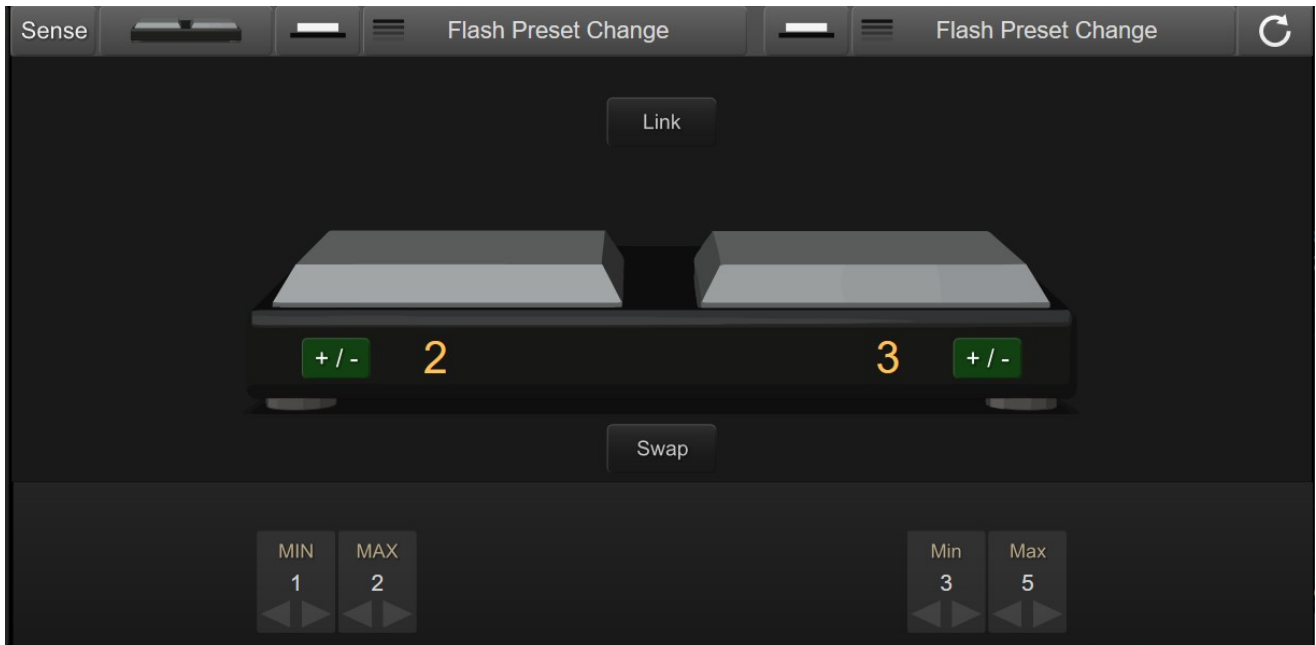 Sense Flash Preset Change Flash Preset Change
Link
+ / - 2 3 + / -
Swap
MIN MAX Min Max
1 2 3 5